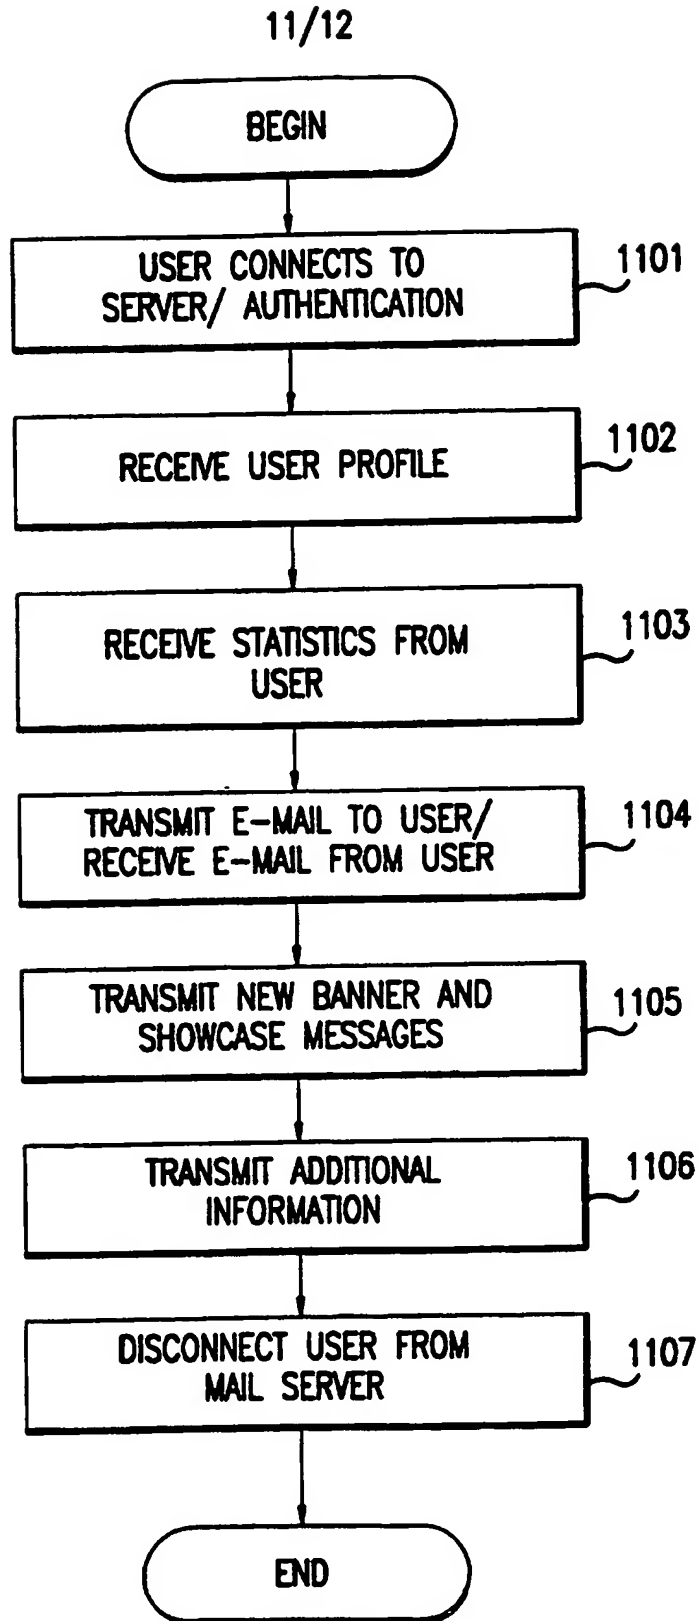 11/12
BEGIN
USER CONNECTS TO
SERVER/ AUTHENTICATION
1101
RECEIVE USER PROFILE
1102
RECEIVE STATISTICS FROM
USER
1103
TRANSMIT E-MAIL TO USER/
RECEIVE E-MAIL FROM USER
1104
TRANSMIT NEW BANNER AND
SHOWCASE MESSAGES
1105
TRANSMIT ADDITIONAL
INFORMATION
1106
DISCONNECT USER FROM
MAIL SERVER
1107
END